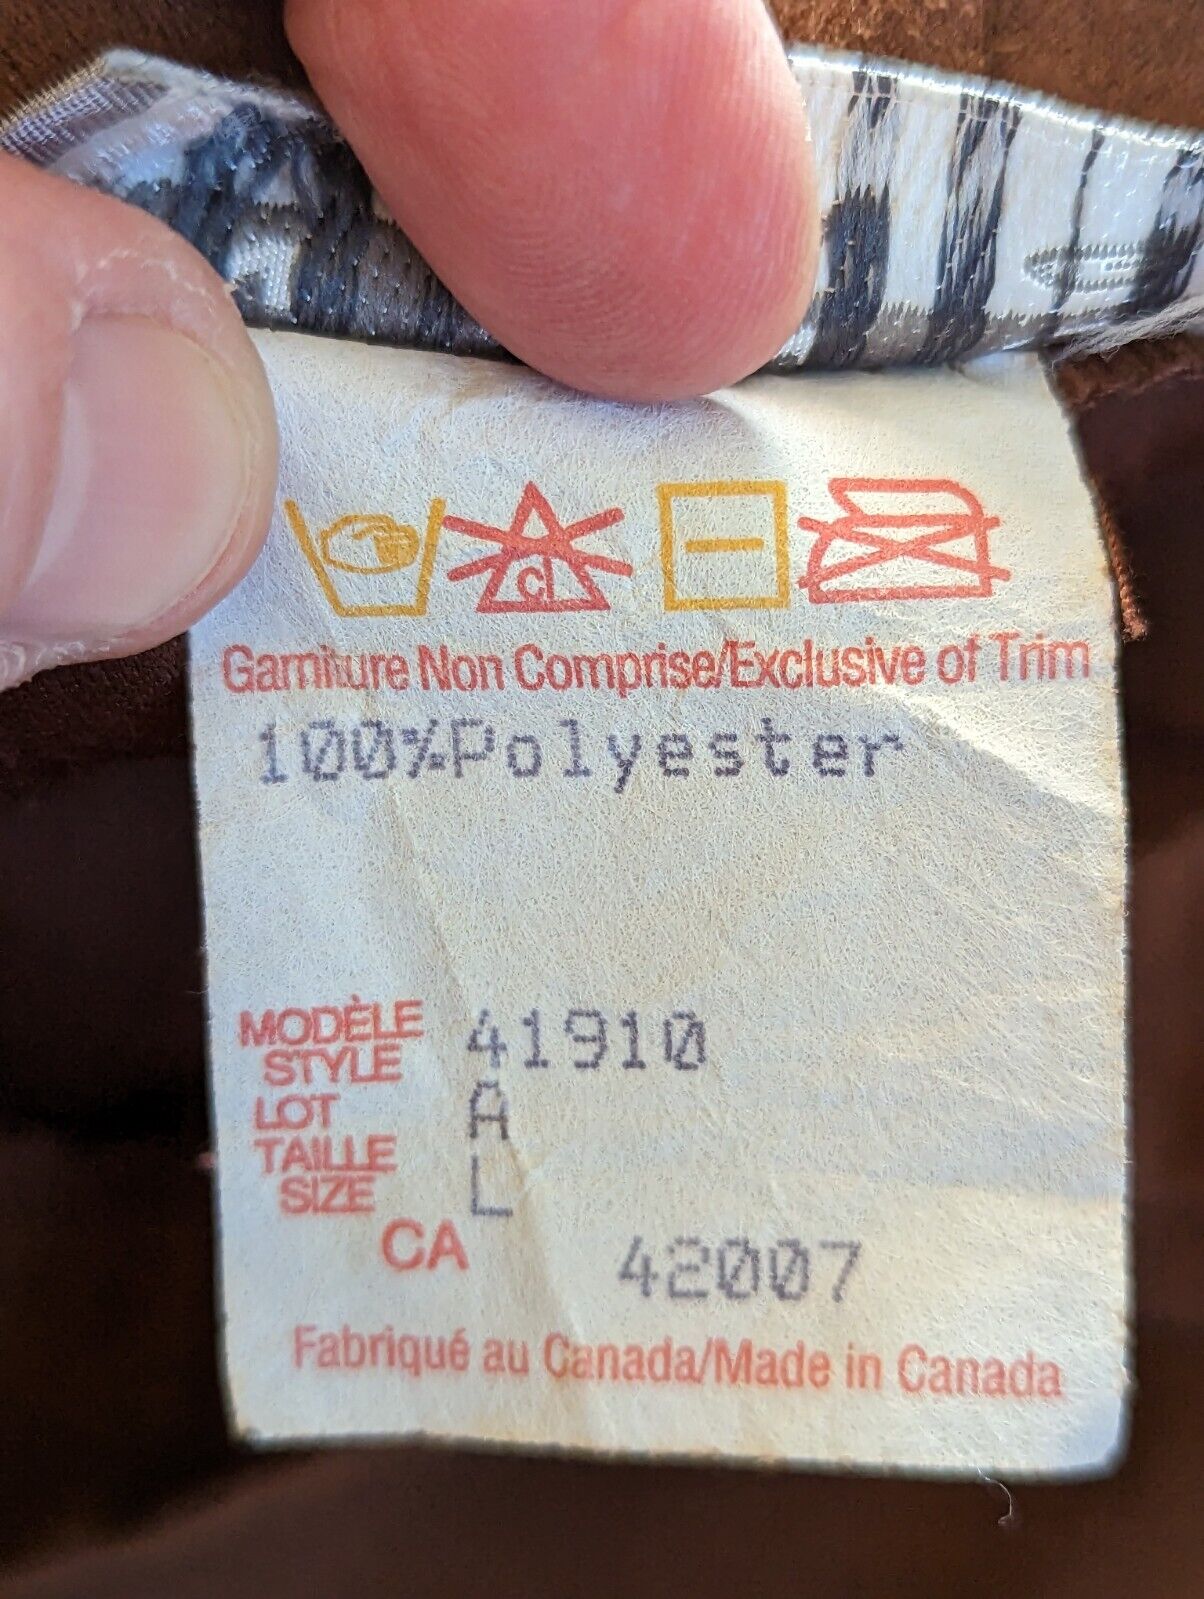 cl
Garniture Non Comprise/Exclusive of Trim
100%Polyester
MODÈLE
STYLE 41910
LOT A
TAILLE
SIZE L
CA 42007
Fabriqué au Canada/Made in Canada